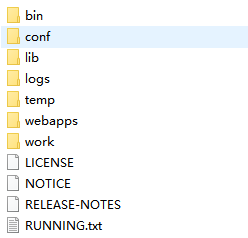 bin
conf
lib
logs
temp
webapps
work
LICENSE
NOTICE
RELEASE-NOTES
RUNNING.txt